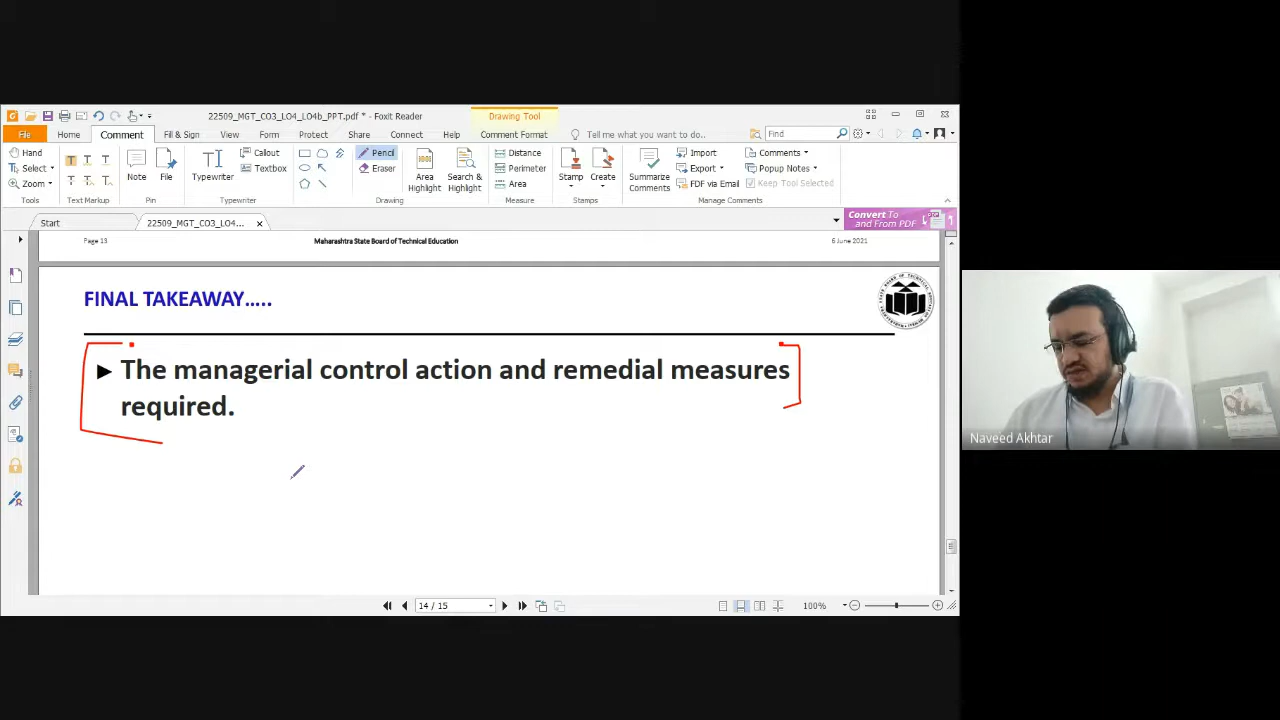 22509_MGT_CO3_LO4_LO4b_PPT.pdf * - Foxit Reader
Drawing Tool
File Home Comment Fill & Sign View Form Protect Share Connect Help Comment Format Tell me what you want to do.. Find
Hand
Select
Zoom
Tools
T T T
T T T
Text Markup
Note
File
Pin
Typewriter
Callout
Textbox
Typewriter
Pencil
Eraser
Area Highlight
Search & Highlight
Drawing
Distance
Perimeter
Area
Measure
Stamp
Create
Stamps
Summarize Comments
Import
Export
FDF via Email
Comments
Popup Notes
Keep Tool Selected
Manage Comments
Start
22509_MGT_CO3_LO4...
Convert To and From PDF
Page 13 Maharashtra State Board of Technical Education 6 June 2021
FINAL TAKEAWAY.....
The managerial control action and remedial measures
required.
14 / 15
100%
Naveed Akhtar